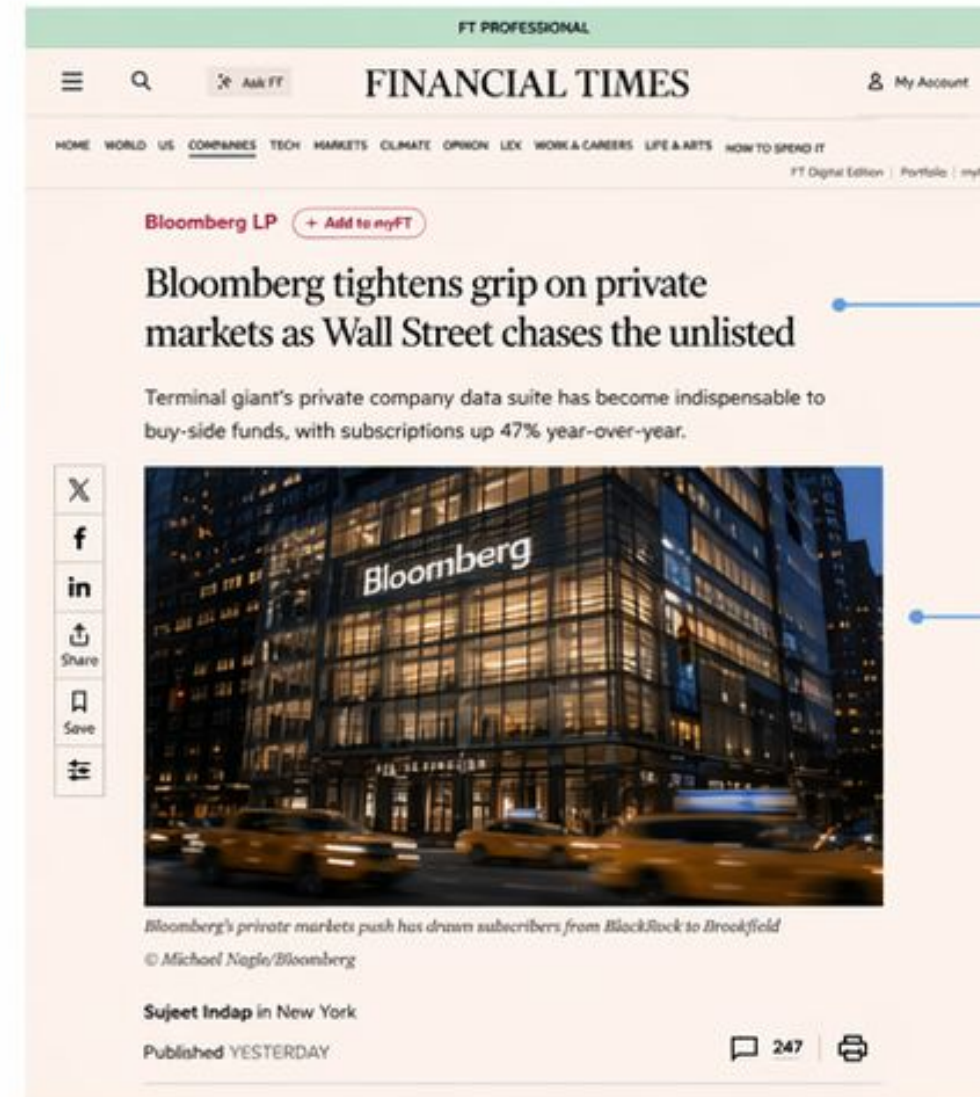 FT PROFESSIONAL
Ask FT
FINANCIAL TIMES
My Account
HOME WORLD US COMPANIES TECH MARKETS CLIMATE OPINION LEX WORK & CAREERS LIFE & ARTS HOW TO SPEND IT
FT Digital Edition | Portfolio |
Bloomberg LP + Add to myFT
Bloomberg tightens grip on private
markets as Wall Street chases the unlisted
Terminal giant's private company data suite has become indispensable to
buy-side funds, with subscriptions up 47% year-over-year.
X
f
in
Share
Save
Bloomberg
Bloomberg's private markets push has drawn subscribers from BlackRock to Brookfield
© Michael Nagle/Bloomberg
Sujeet Indap in New York
Published YESTERDAY
247